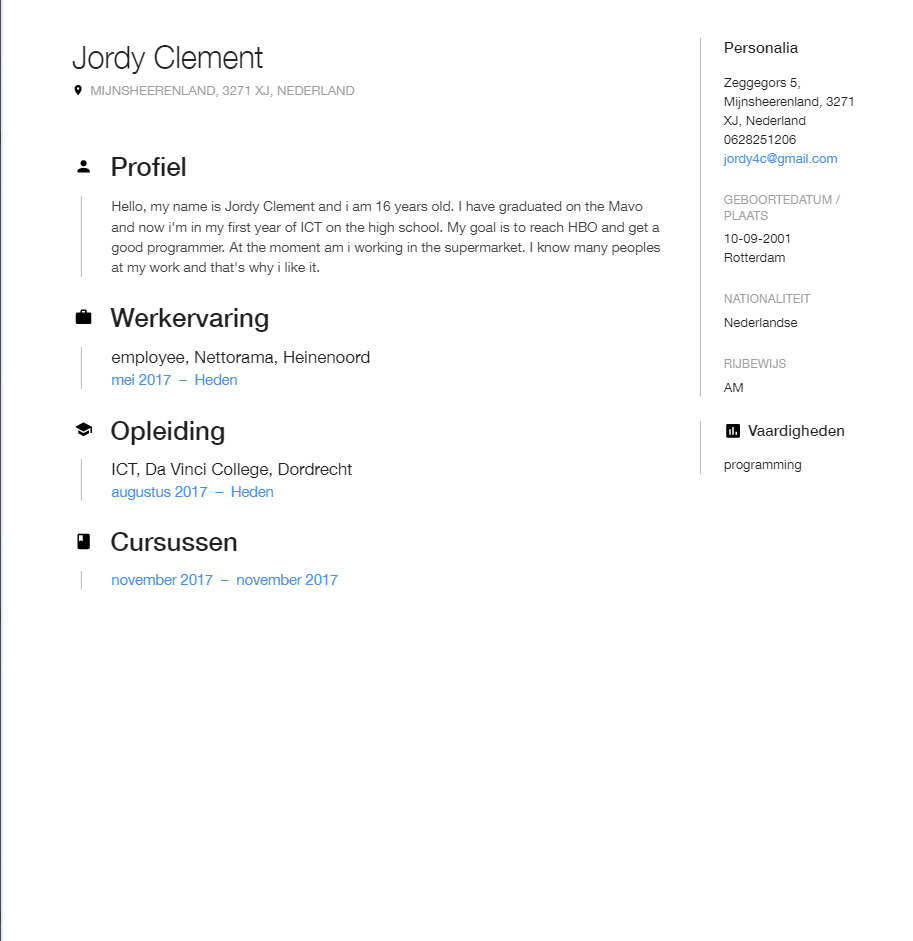 Jordy Clement
MIJNSHEERENLAND, 3271 XJ, NEDERLAND
Profiel
Hello, my name is Jordy Clement and i am 16 years old. I have graduated on the Mavo
and now i'm in my first year of ICT on the high school. My goal is to reach HBO and get a
good programmer. At the moment am i working in the supermarket. I know many peoples
at my work and that's why i like it.
Werkervaring
employee, Nettorama, Heinenoord
mei 2017 – Heden
Opleiding
ICT, Da Vinci College, Dordrecht
augustus 2017 – Heden
Cursussen
november 2017 – november 2017
Personalia
Zeggegors 5,
Mijnsheerenland, 3271
XJ, Nederland
0628251206
jordy4c@gmail.com
GEBOORTEDATUM /
PLAATS
10-09-2001
Rotterdam
NATIONALITEIT
Nederlandse
RIJBEWIJS
AM
Vaardigheden
programming